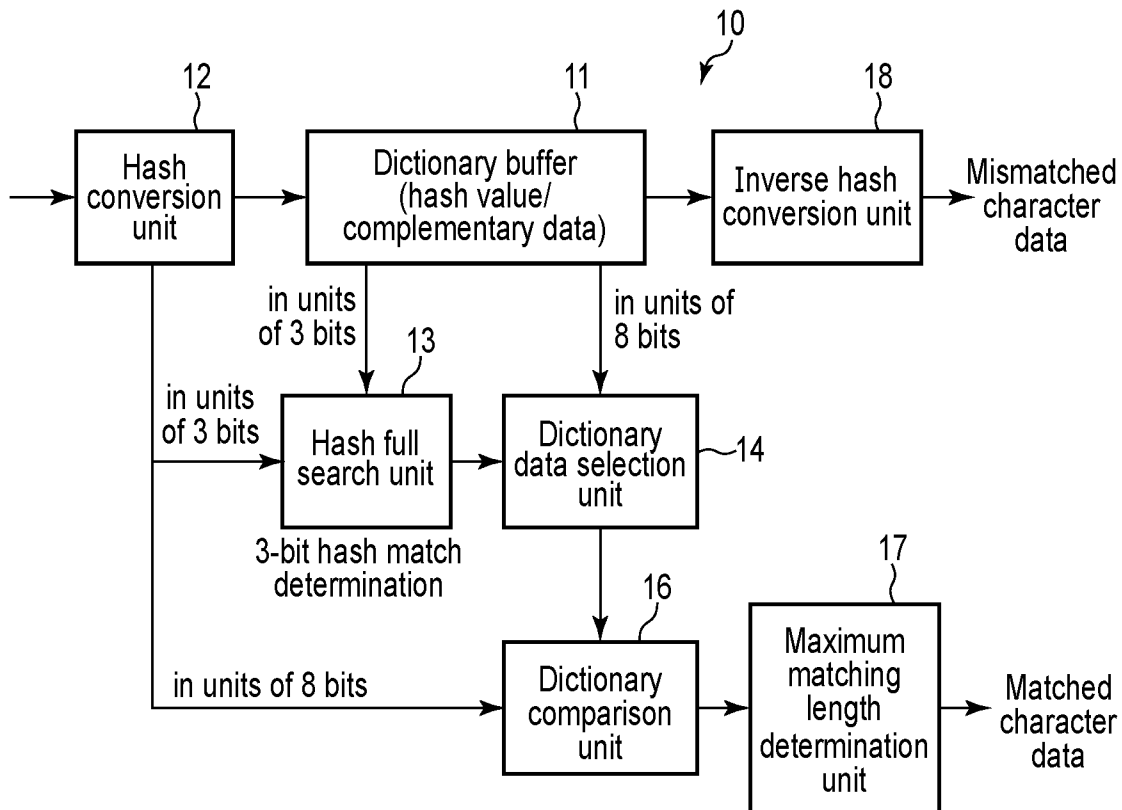 10
12
11
18
Hash
conversion
unit
Dictionary buffer
(hash value/
complementary data)
Inverse hash
conversion unit
Mismatched
character
data
in units
of 3 bits
in units of
8 bits
13
in units
of 3 bits
Hash full
search unit
Dictionary
data selection
unit
14
3-bit hash match
determination
16
17
in units of 8 bits
Dictionary
comparison
unit
Maximum
matching
length
determination
unit
Matched
character
data